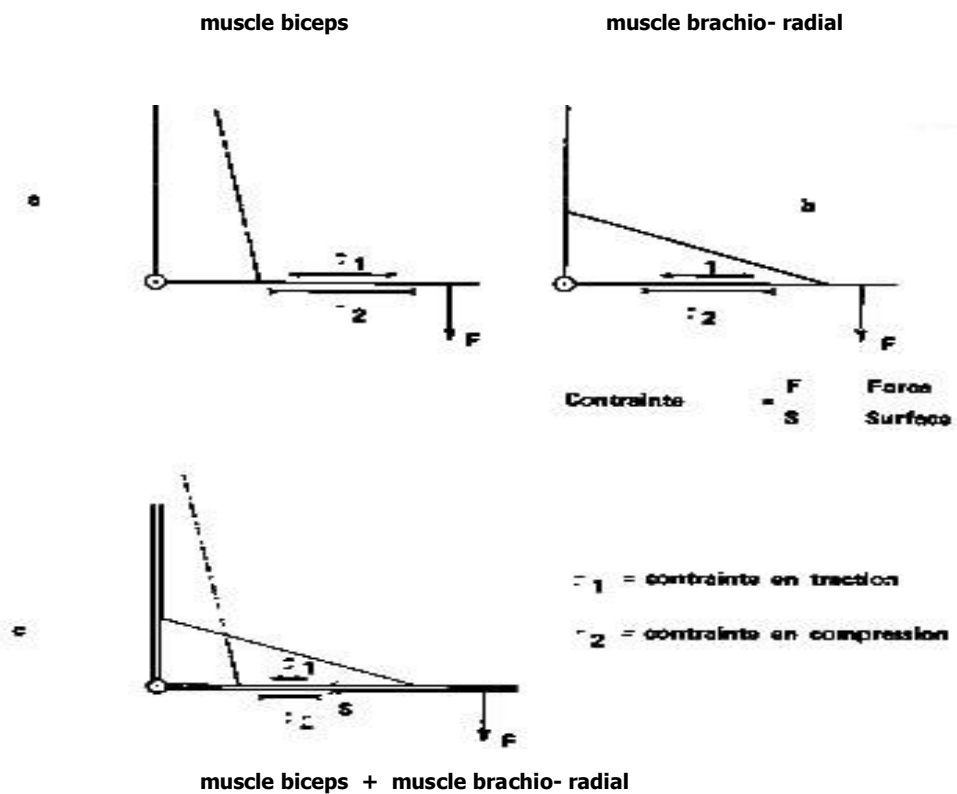 muscle biceps muscle brachio- radial
b
1
2 2
F F
Contrainte = F Force
S Surface
1 = contrainte en traction
c
1
2 = contrainte en compression
S
2
F
muscle biceps + muscle brachio- radial